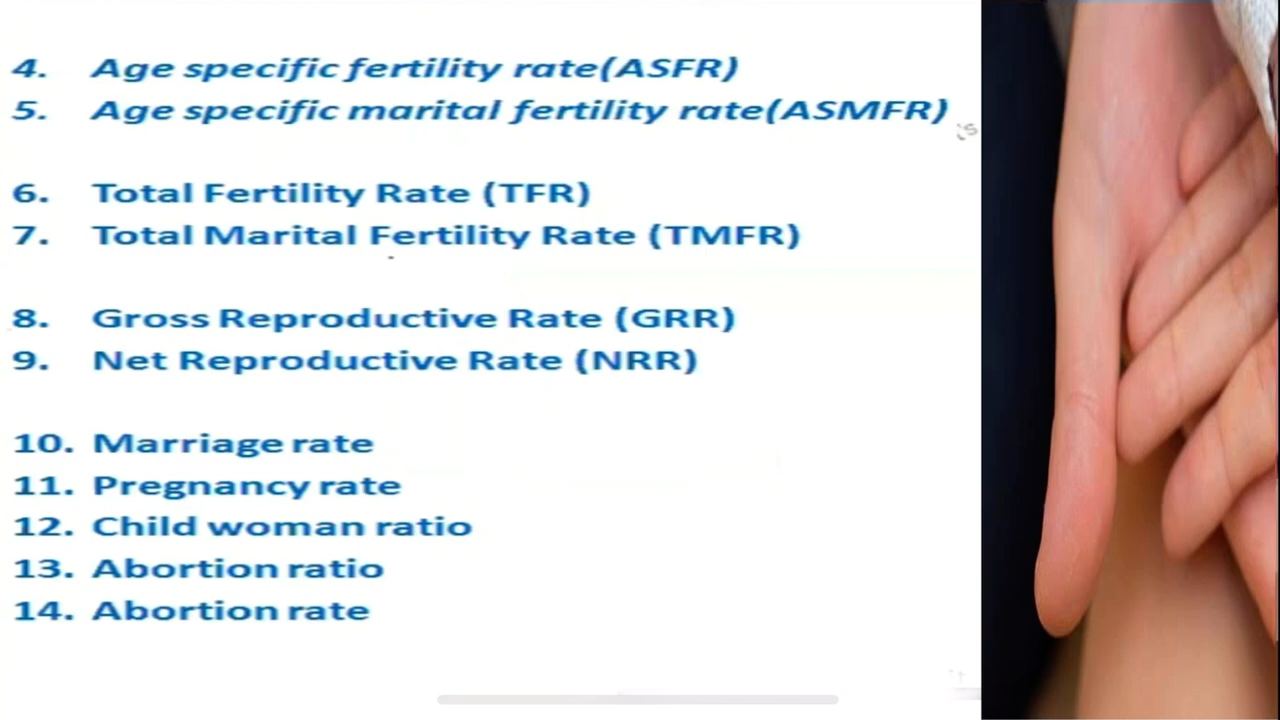 4. Age specific fertility rate(ASFR)
5. Age specific marital fertility rate(ASMFR)
6. Total Fertility Rate (TFR)
7. Total Marital Fertility Rate (TMFR)
8. Gross Reproductive Rate (GRR)
9. Net Reproductive Rate (NRR)
10. Marriage rate
11. Pregnancy rate
12. Child woman ratio
13. Abortion ratio
14. Abortion rate